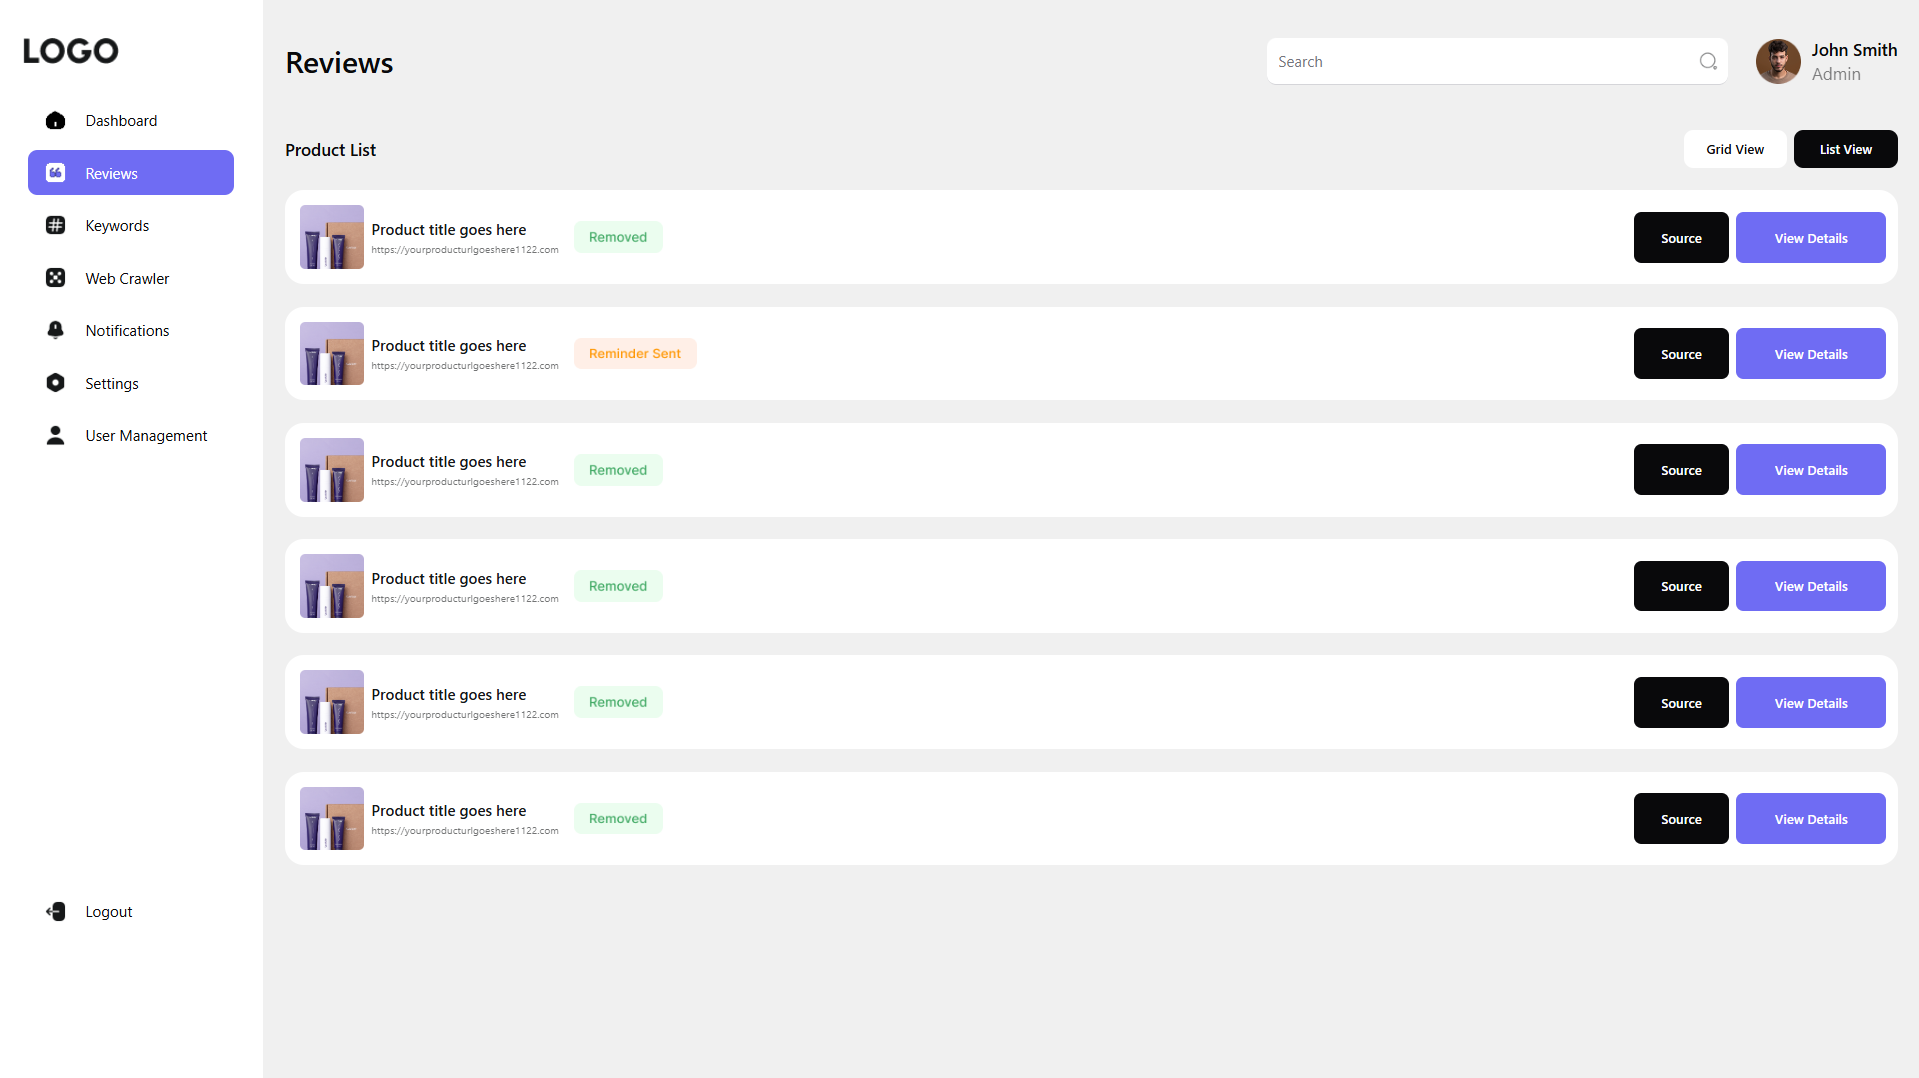 LOGO
Dashboard
Reviews
Keywords
Web Crawler
Notifications
Settings
User Management
Logout
Reviews
Search
John Smith
Admin
Product List
Grid View
List View
Product title goes here
https://yourproducturlgoeshere1122.com
Removed
Source
View Details
Product title goes here
https://yourproducturlgoeshere1122.com
Reminder Sent
Source
View Details
Product title goes here
https://yourproducturlgoeshere1122.com
Removed
Source
View Details
Product title goes here
https://yourproducturlgoeshere1122.com
Removed
Source
View Details
Product title goes here
https://yourproducturlgoeshere1122.com
Removed
Source
View Details
Product title goes here
https://yourproducturlgoeshere1122.com
Removed
Source
View Details